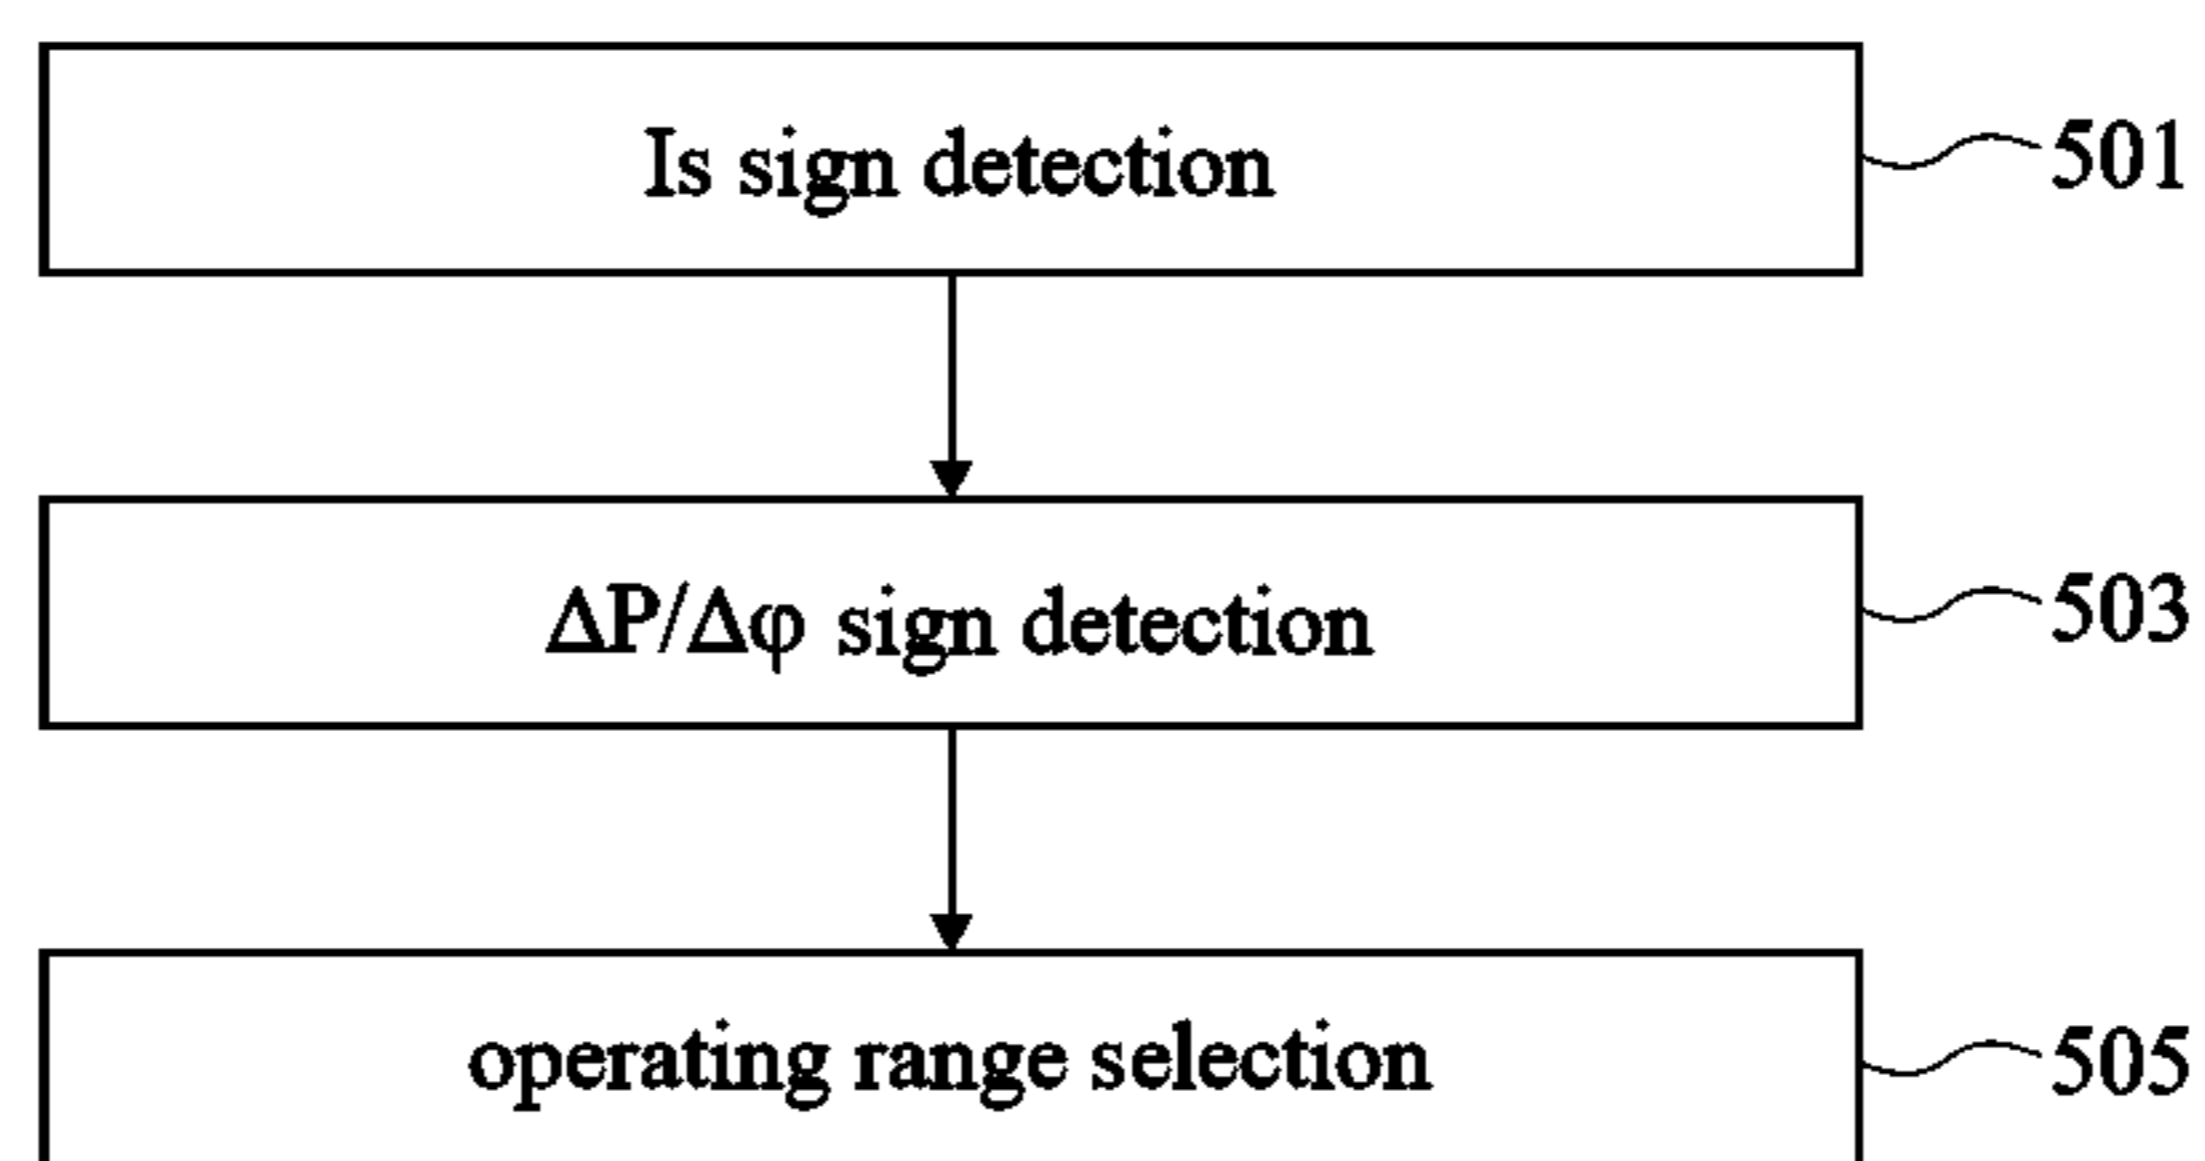 Is sign detection 501
ΔP/Δφ sign detection 503
operating range selection 505